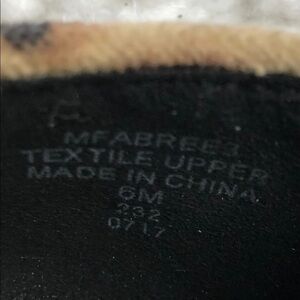 MFABREE3
TEXTILE UPPER
MADE IN CHINA
6M
232
0717